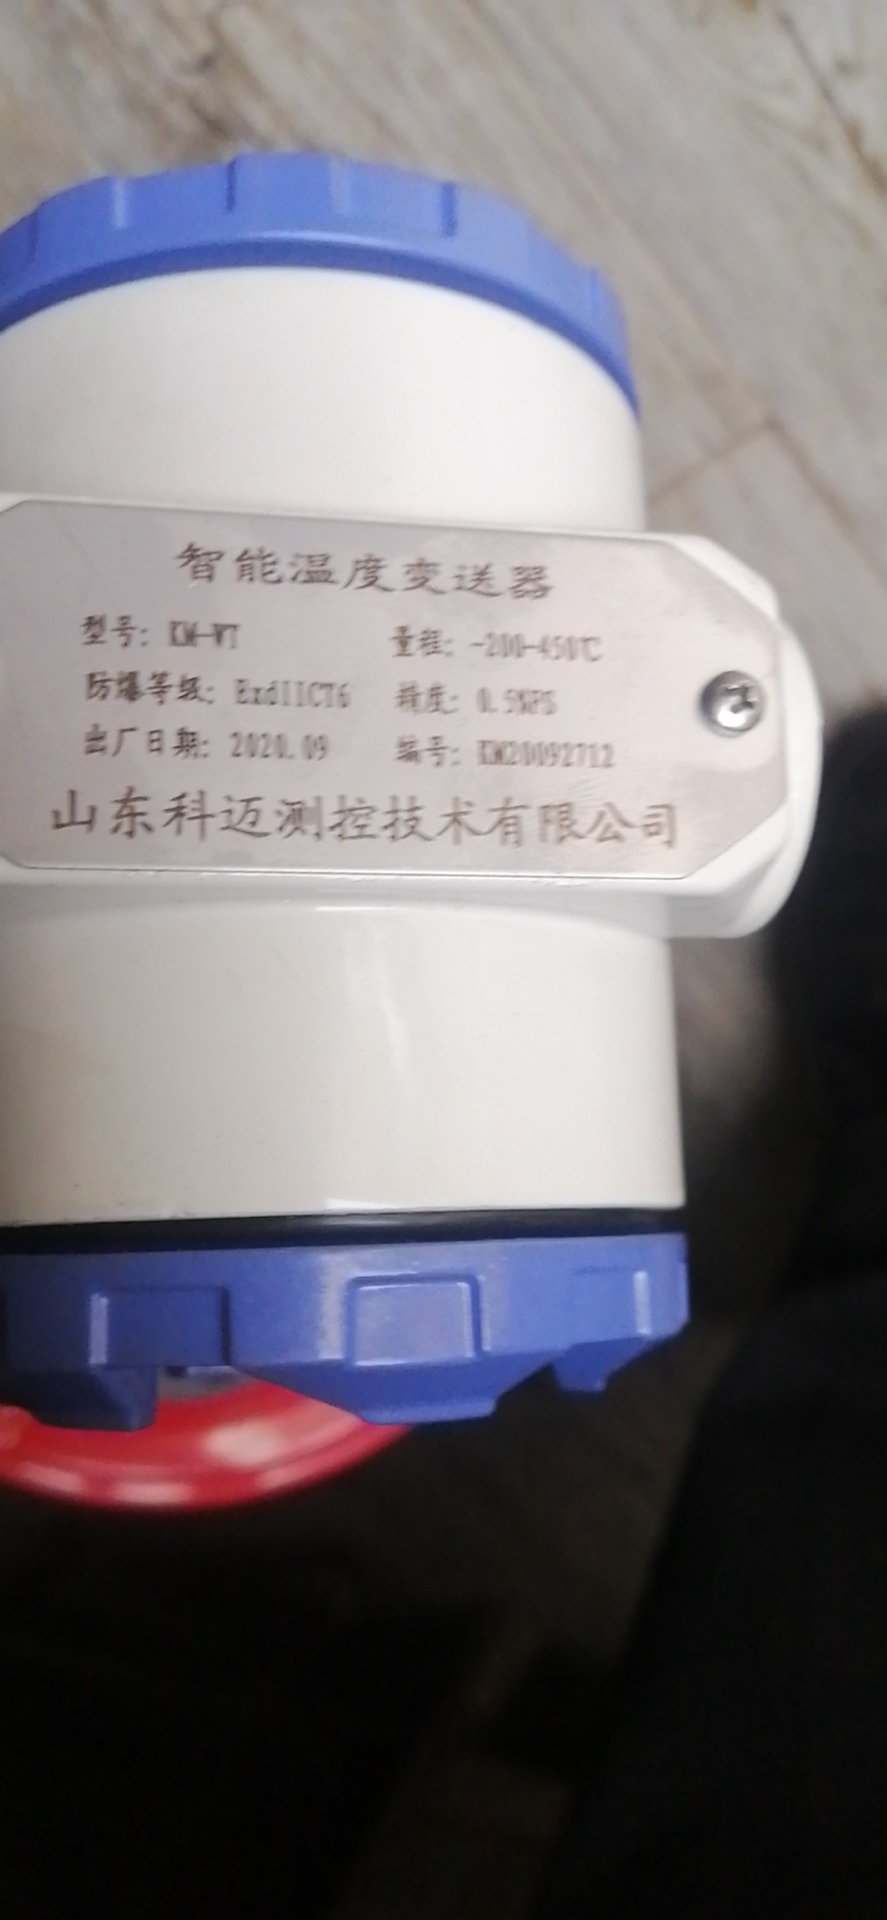 智能温度变送器
型号: KM-WT 量程: -200-450℃
防爆等级: ExdIICT6 精度: 0.5%FS
出厂日期: 2020.09 编号: KM20092712
山东科迈测控技术有限公司